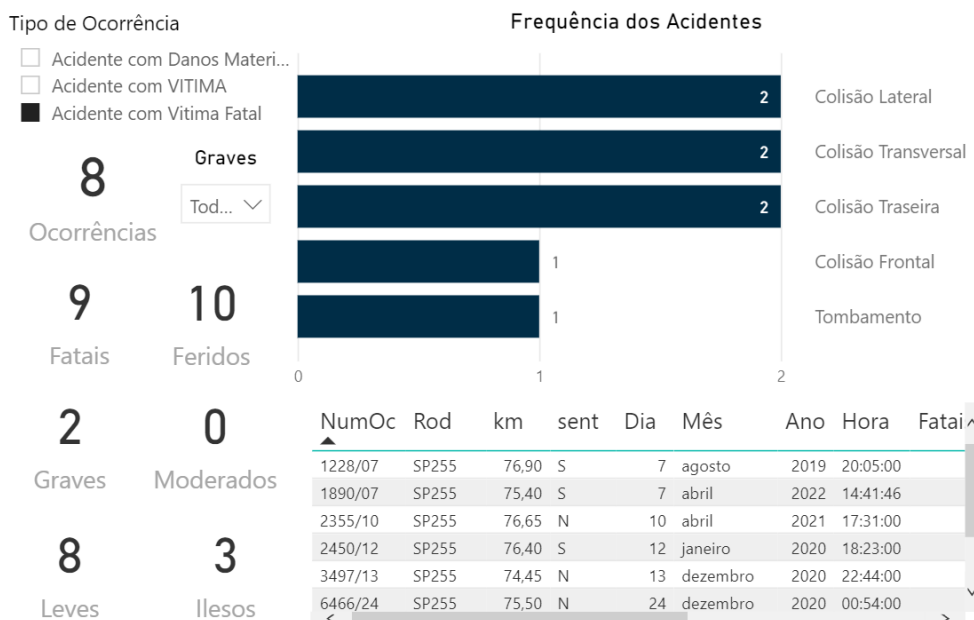 Tipo de Ocorrência
Acidente com Danos Materi...
Acidente com VITIMA
Acidente com Vitima Fatal
8
Ocorrências
Graves
Tod...
9
Fatais
10
Feridos
2
Graves
0
Moderados
8
Leves
3
Ilesos
Frequência dos Acidentes
2 Colisão Lateral
2 Colisão Transversal
2 Colisão Traseira
1 Colisão Frontal
1 Tombamento
0 1 2
NumOc Rod km sent Dia Mês Ano Hora Fatai
1228/07 SP255 76,90 S 7 agosto 2019 20:05:00
1890/07 SP255 75,40 S 7 abril 2022 14:41:46
2355/10 SP255 76,65 N 10 abril 2021 17:31:00
2450/12 SP255 76,40 S 12 janeiro 2020 18:23:00
3497/13 SP255 74,45 N 13 dezembro 2020 22:44:00
6466/24 SP255 75,50 N 24 dezembro 2020 00:54:00